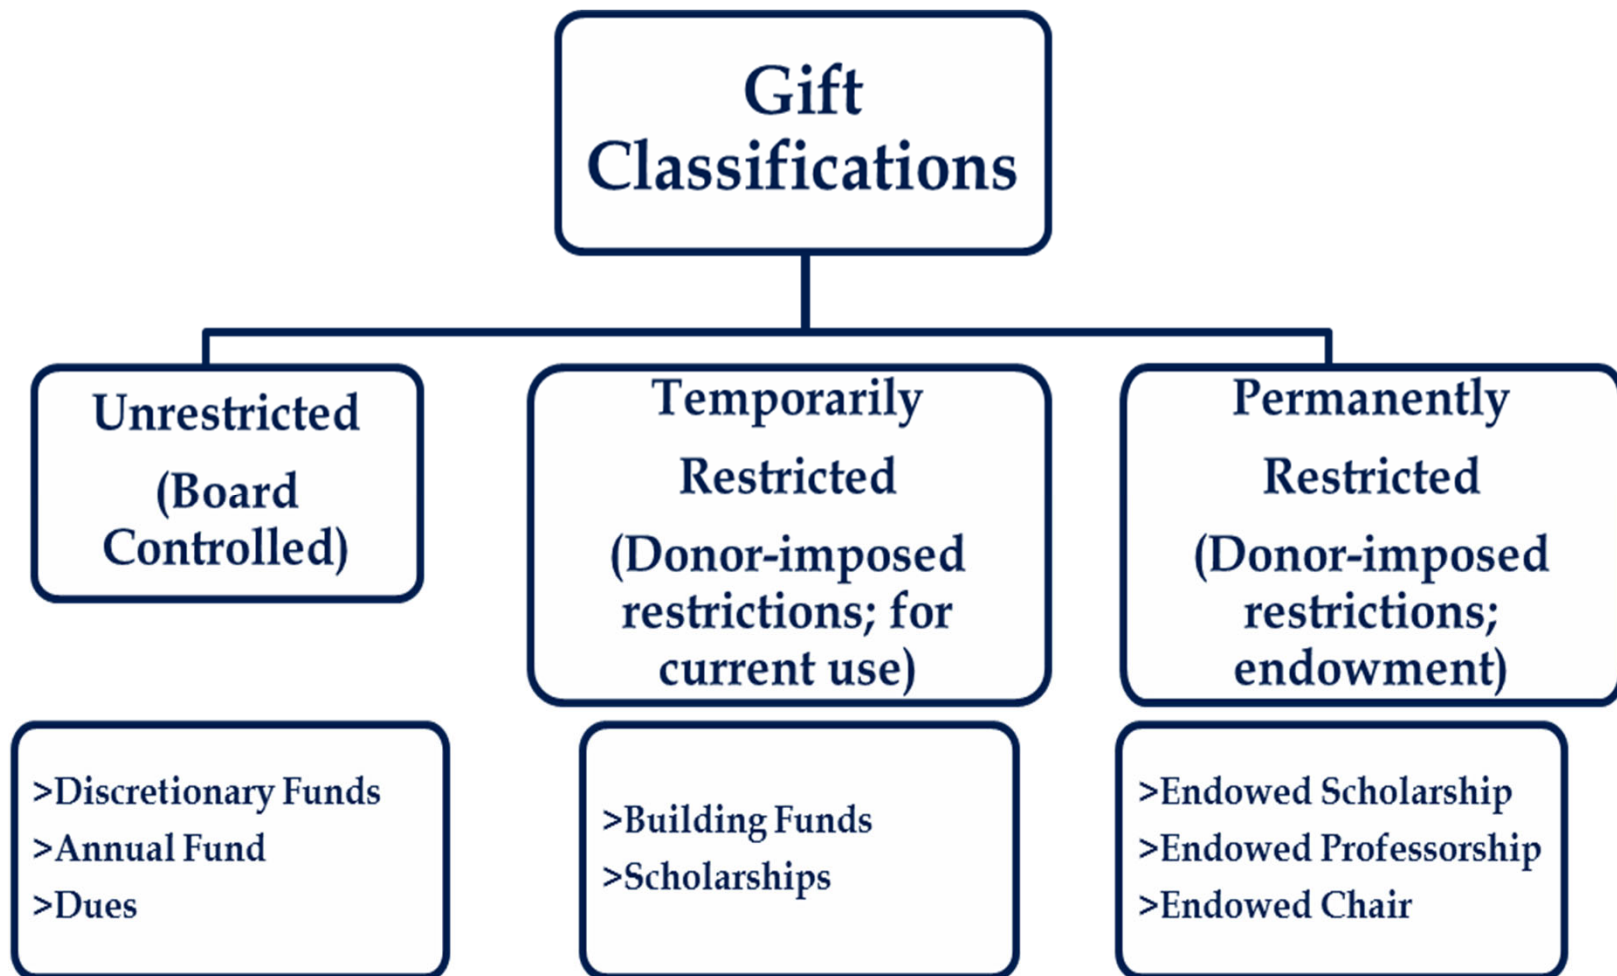 Gift
Classifications
Unrestricted
(Board
Controlled)
Temporarily
Restricted
(Donor-imposed
restrictions; for
current use)
Permanently
Restricted
(Donor-imposed
restrictions;
endowment)
>Discretionary Funds
>Annual Fund
>Dues
>Building Funds
>Scholarships
>Endowed Scholarship
>Endowed Professorship
>Endowed Chair